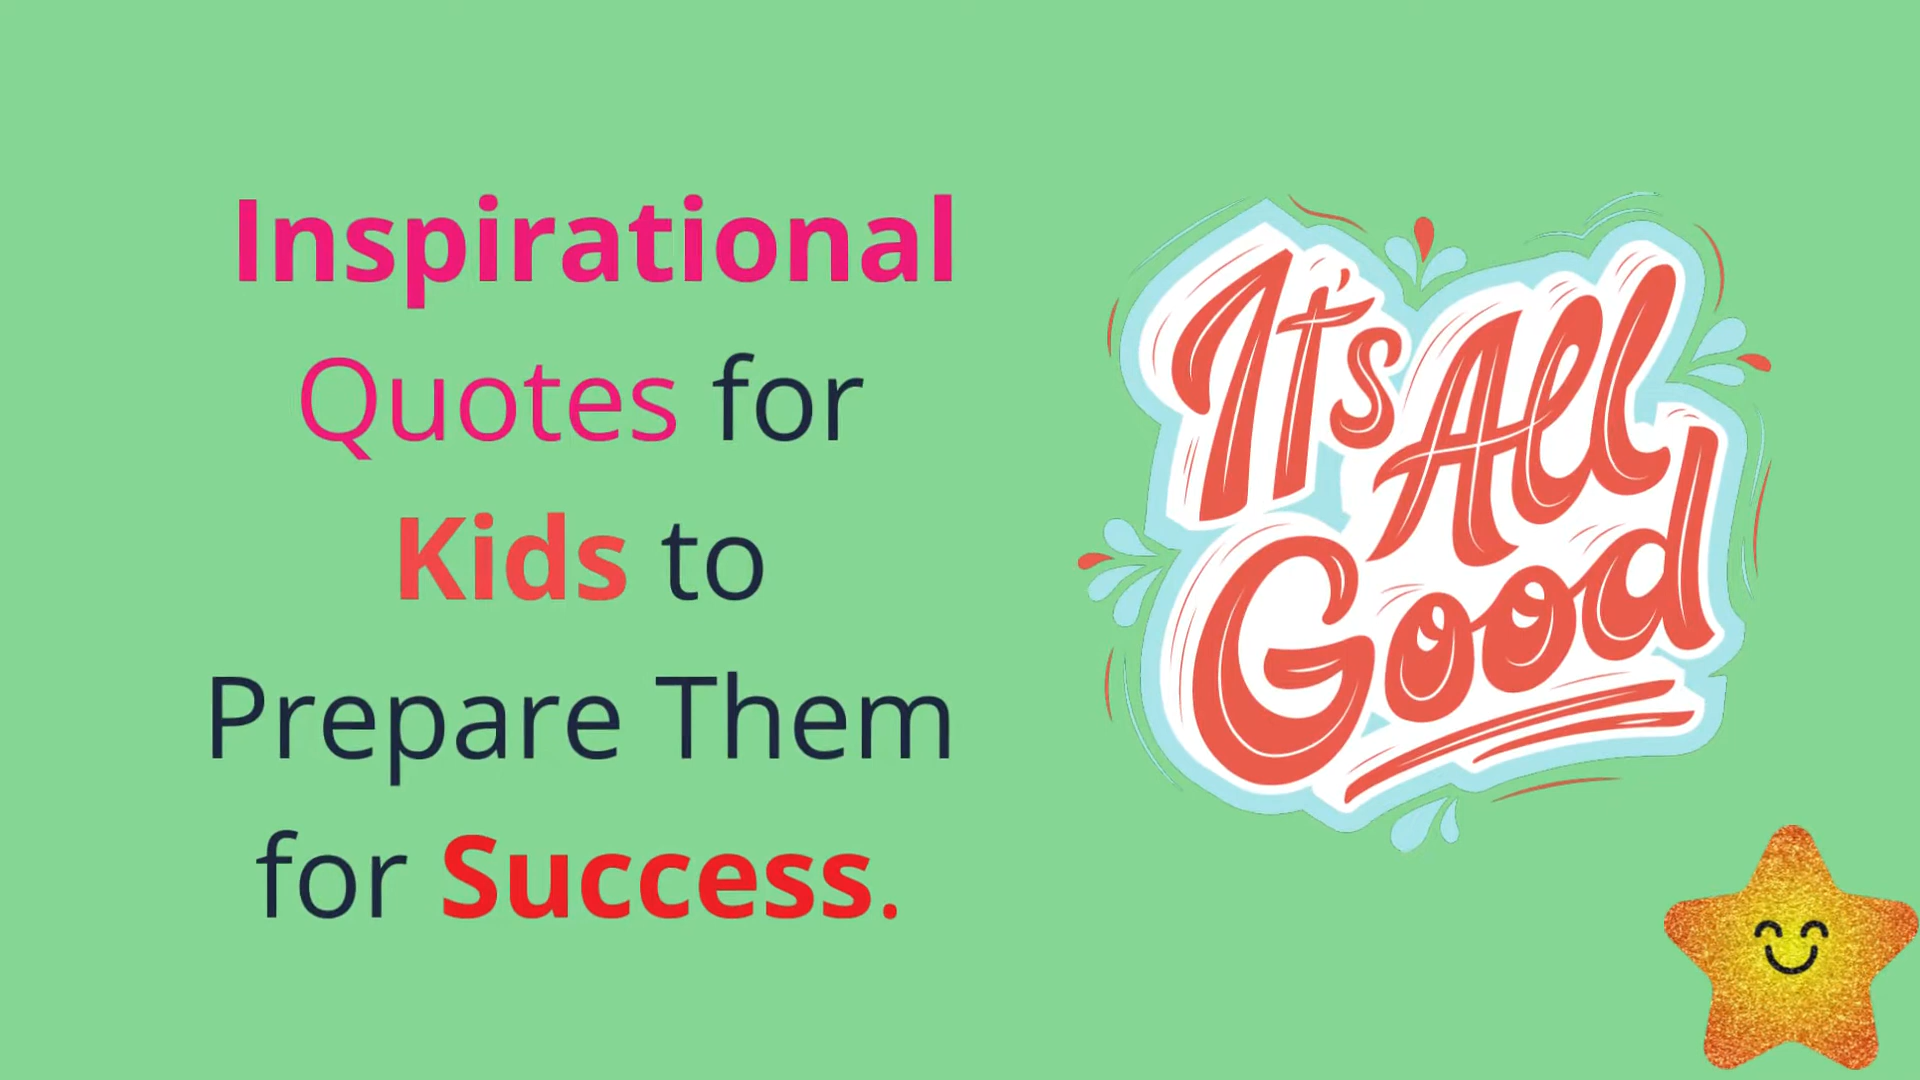 Inspirational
Quotes for
Kids to
Prepare Them
for Success.
It's All
Good